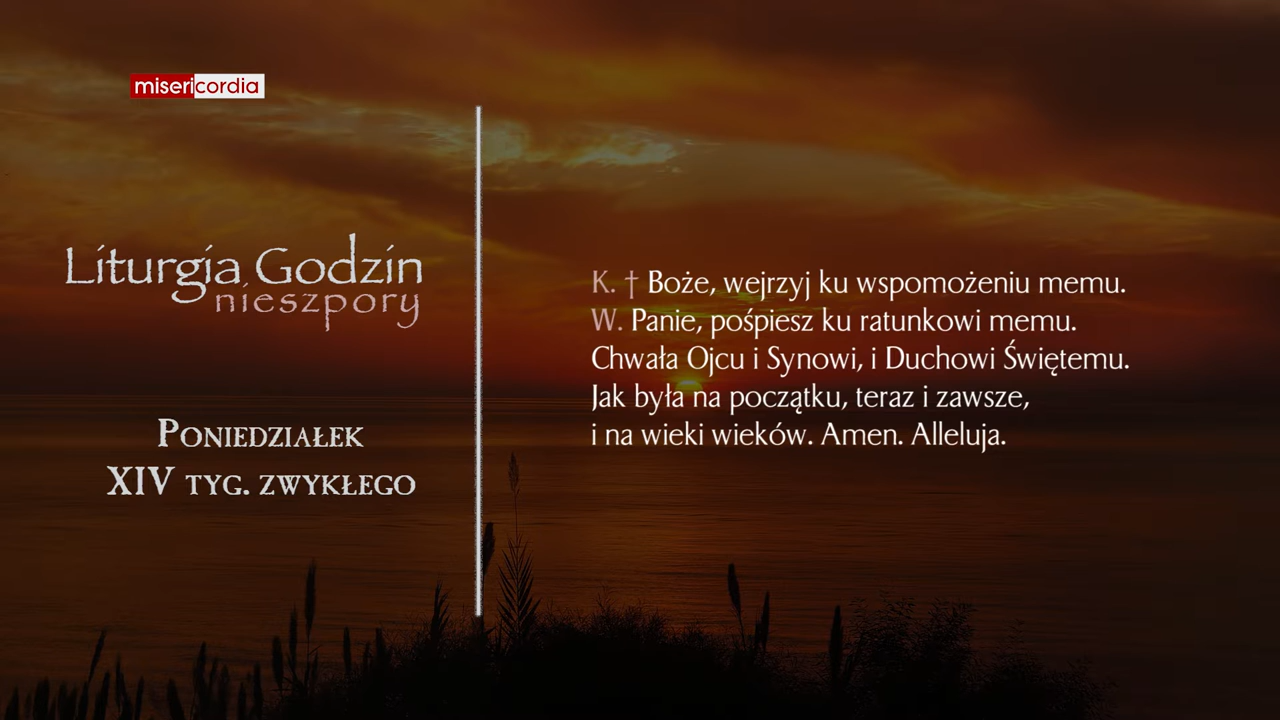 misericordia
Liturgia Godzin
nieszpory
Poniedziałek
XIV tyg. zwykłego
K. † Boże, wejrzyj ku wspomożeniu memu.
W. Panie, pośpiesz ku ratunkowi memu.
Chwała Ojcu i Synowi, i Duchowi Świętemu.
Jak była na początku, teraz i zawsze,
i na wieki wieków. Amen. Alleluja.